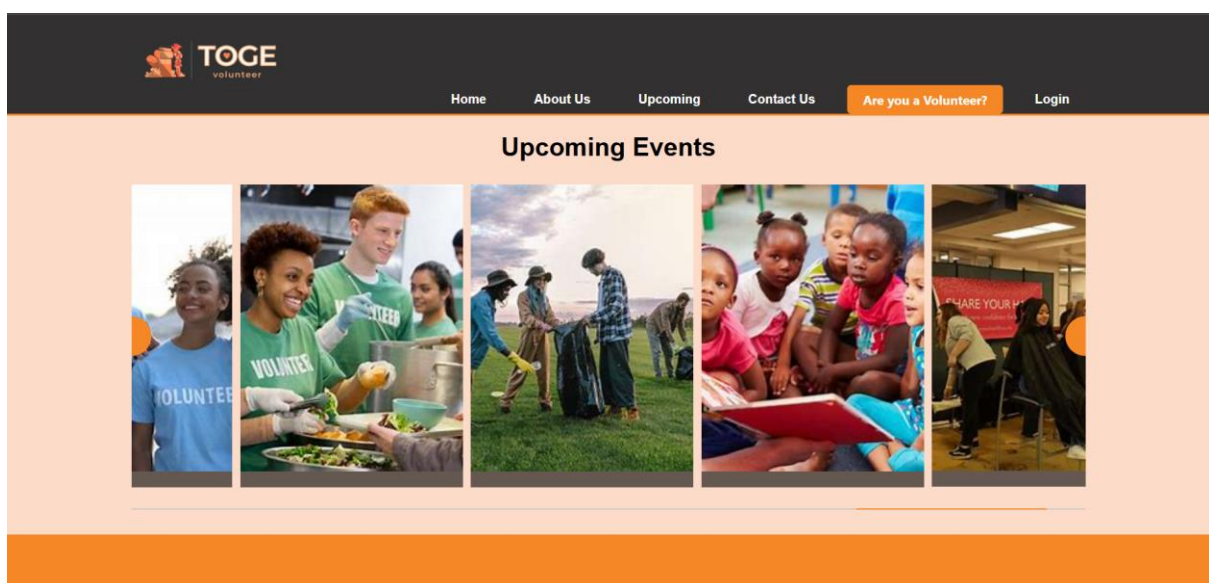 TOGE
volunteer
Home About Us Upcoming Contact Us Are you a Volunteer? Login
Upcoming Events
VOLUNTEE
VOLUNTEER
VOLUNTEER
SHARE YOUR H